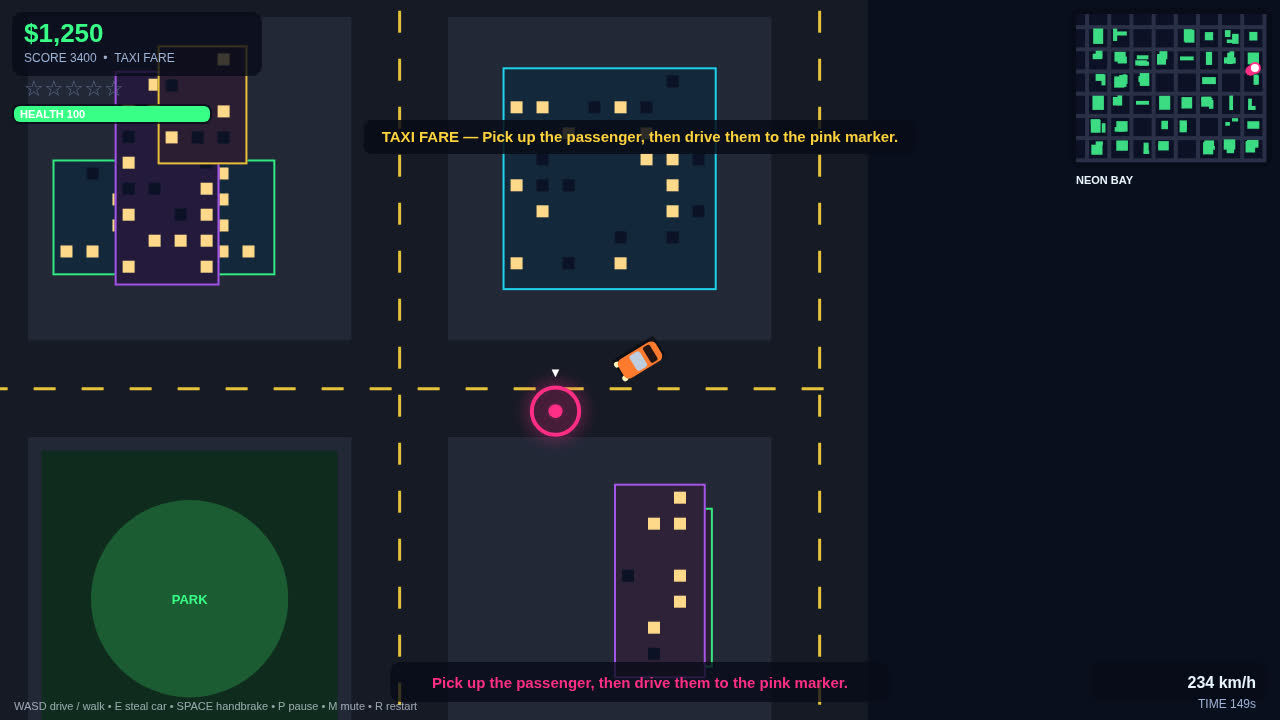 $1,250
SCORE 3400 • TAXI FARE
☆☆☆☆☆
HEALTH 100
TAXI FARE — Pick up the passenger, then drive them to the pink marker.
NEON BAY
PARK
Pick up the passenger, then drive them to the pink marker.
234 km/h
TIME 149s
WASD drive / walk • E steal car • SPACE handbrake • P pause • M mute • R restart